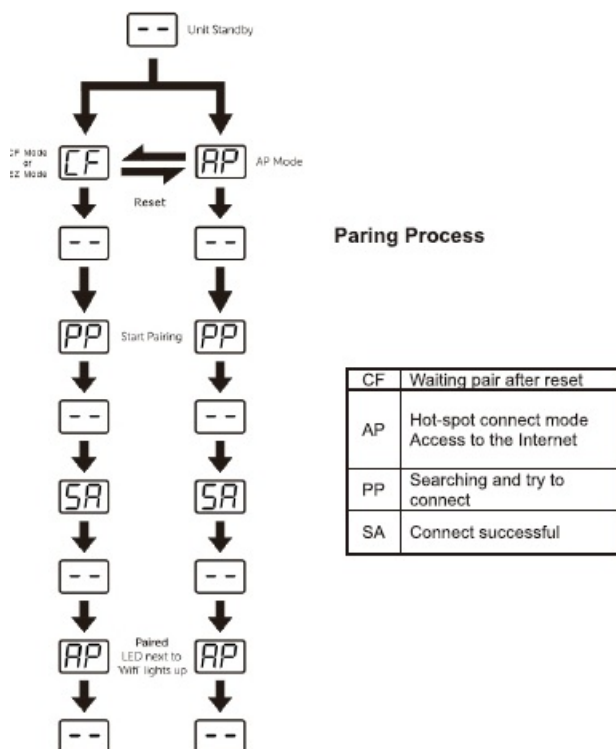 -- Unit Standby
CF Mode
or
EZ Mode
CF AP AP Mode
Reset
-- --
Paring Process
PP Start Pairing PP
-- --
SA SA
-- --
AP Paired AP
LED next to
'Wifi' lights up
-- --
CF Waiting pair after reset
AP Hot-spot connect mode
Access to the Internet
PP Searching and try to
connect
SA Connect successful